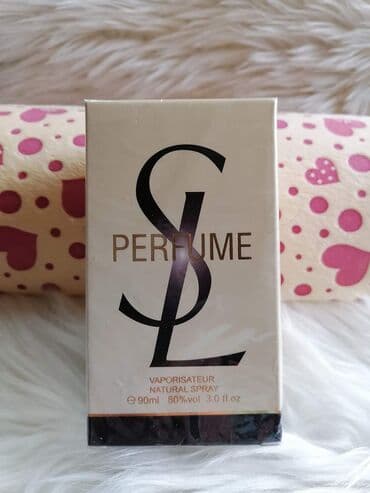 SL
PERFUME
VAPORISATEUR
NATURAL SPRAY
℮ 90ml 80%vol 3.0 fl.oz